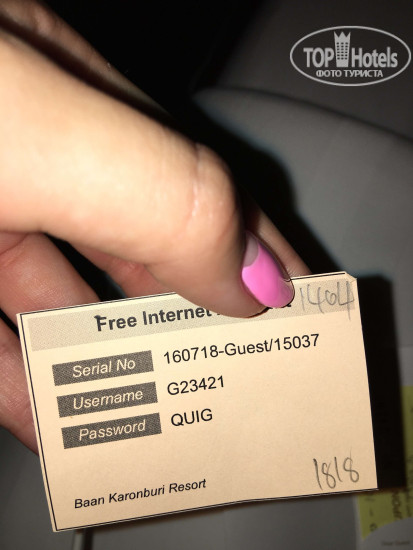 TOP Hotels
ФОТО ТУРИСТА
Free Internet
1404
Serial No 160718-Guest/15037
Username G23421
Password QUIG
Baan Karonburi Resort
1818